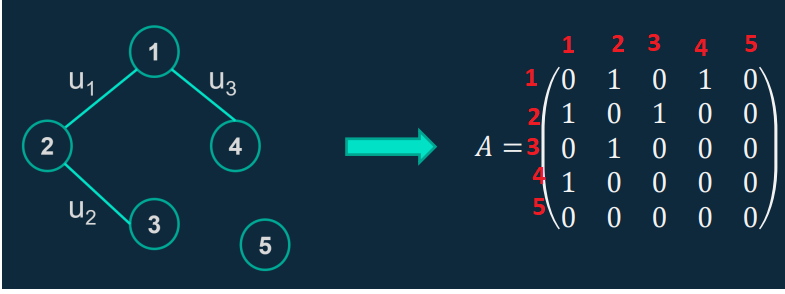 1
u₁ u₃
2 4
u₂
3
5
1 2 3 4 5
1 0 1 0 1 0
2 1 0 1 0 0
A = 3 0 1 0 0 0
4 1 0 0 0 0
5 0 0 0 0 0